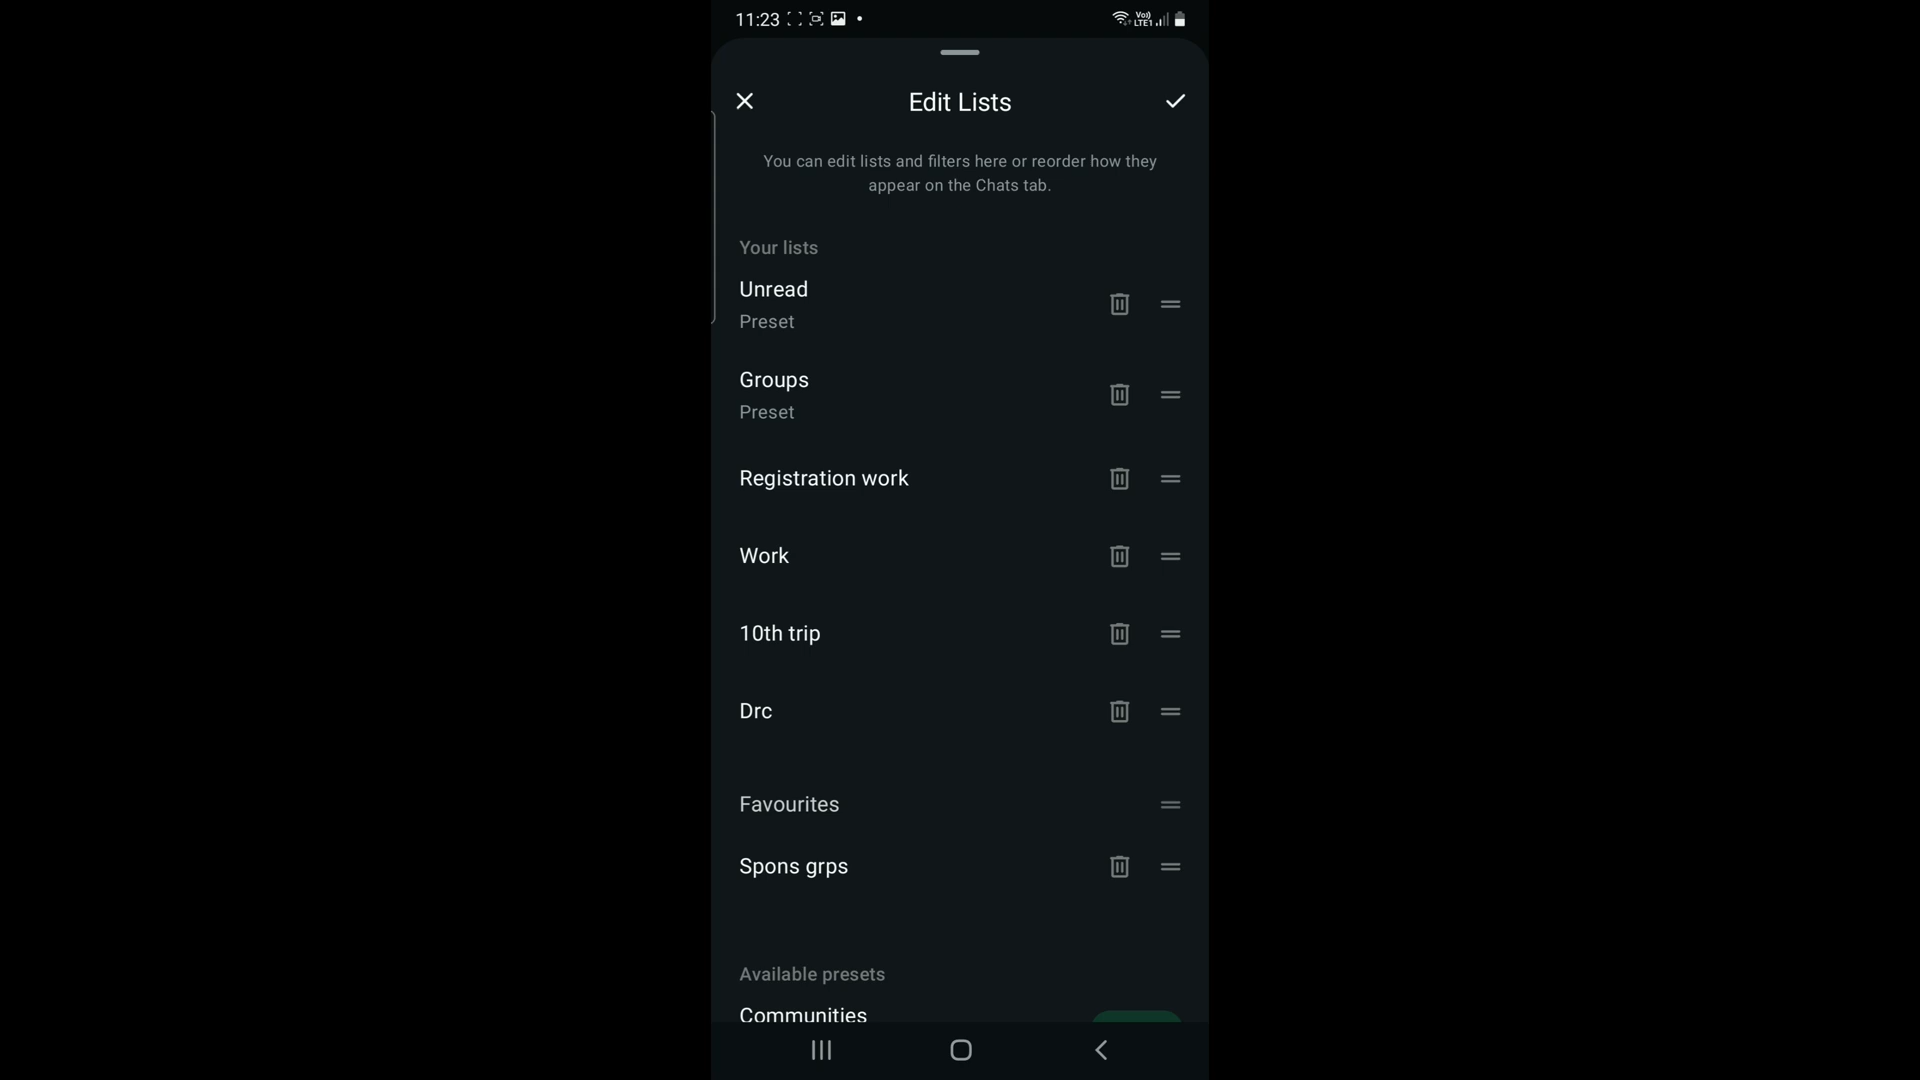 11:23
Vo)) LTE1
Edit Lists
You can edit lists and filters here or reorder how they
appear on the Chats tab.
Your lists
Unread
Preset
Groups
Preset
Registration work
Work
10th trip
Drc
Favourites
Spons grps
Available presets
Communities